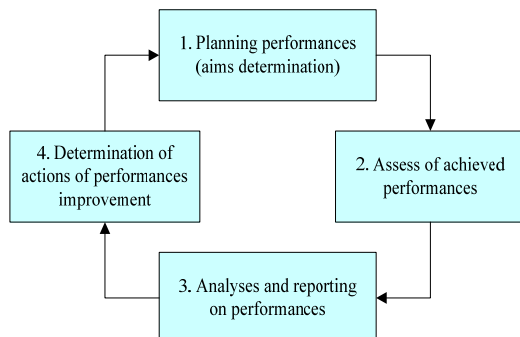 1. Planning performances
(aims determination)
2. Assess of achieved
performances
3. Analyses and reporting
on performances
4. Determination of
actions of performances
improvement